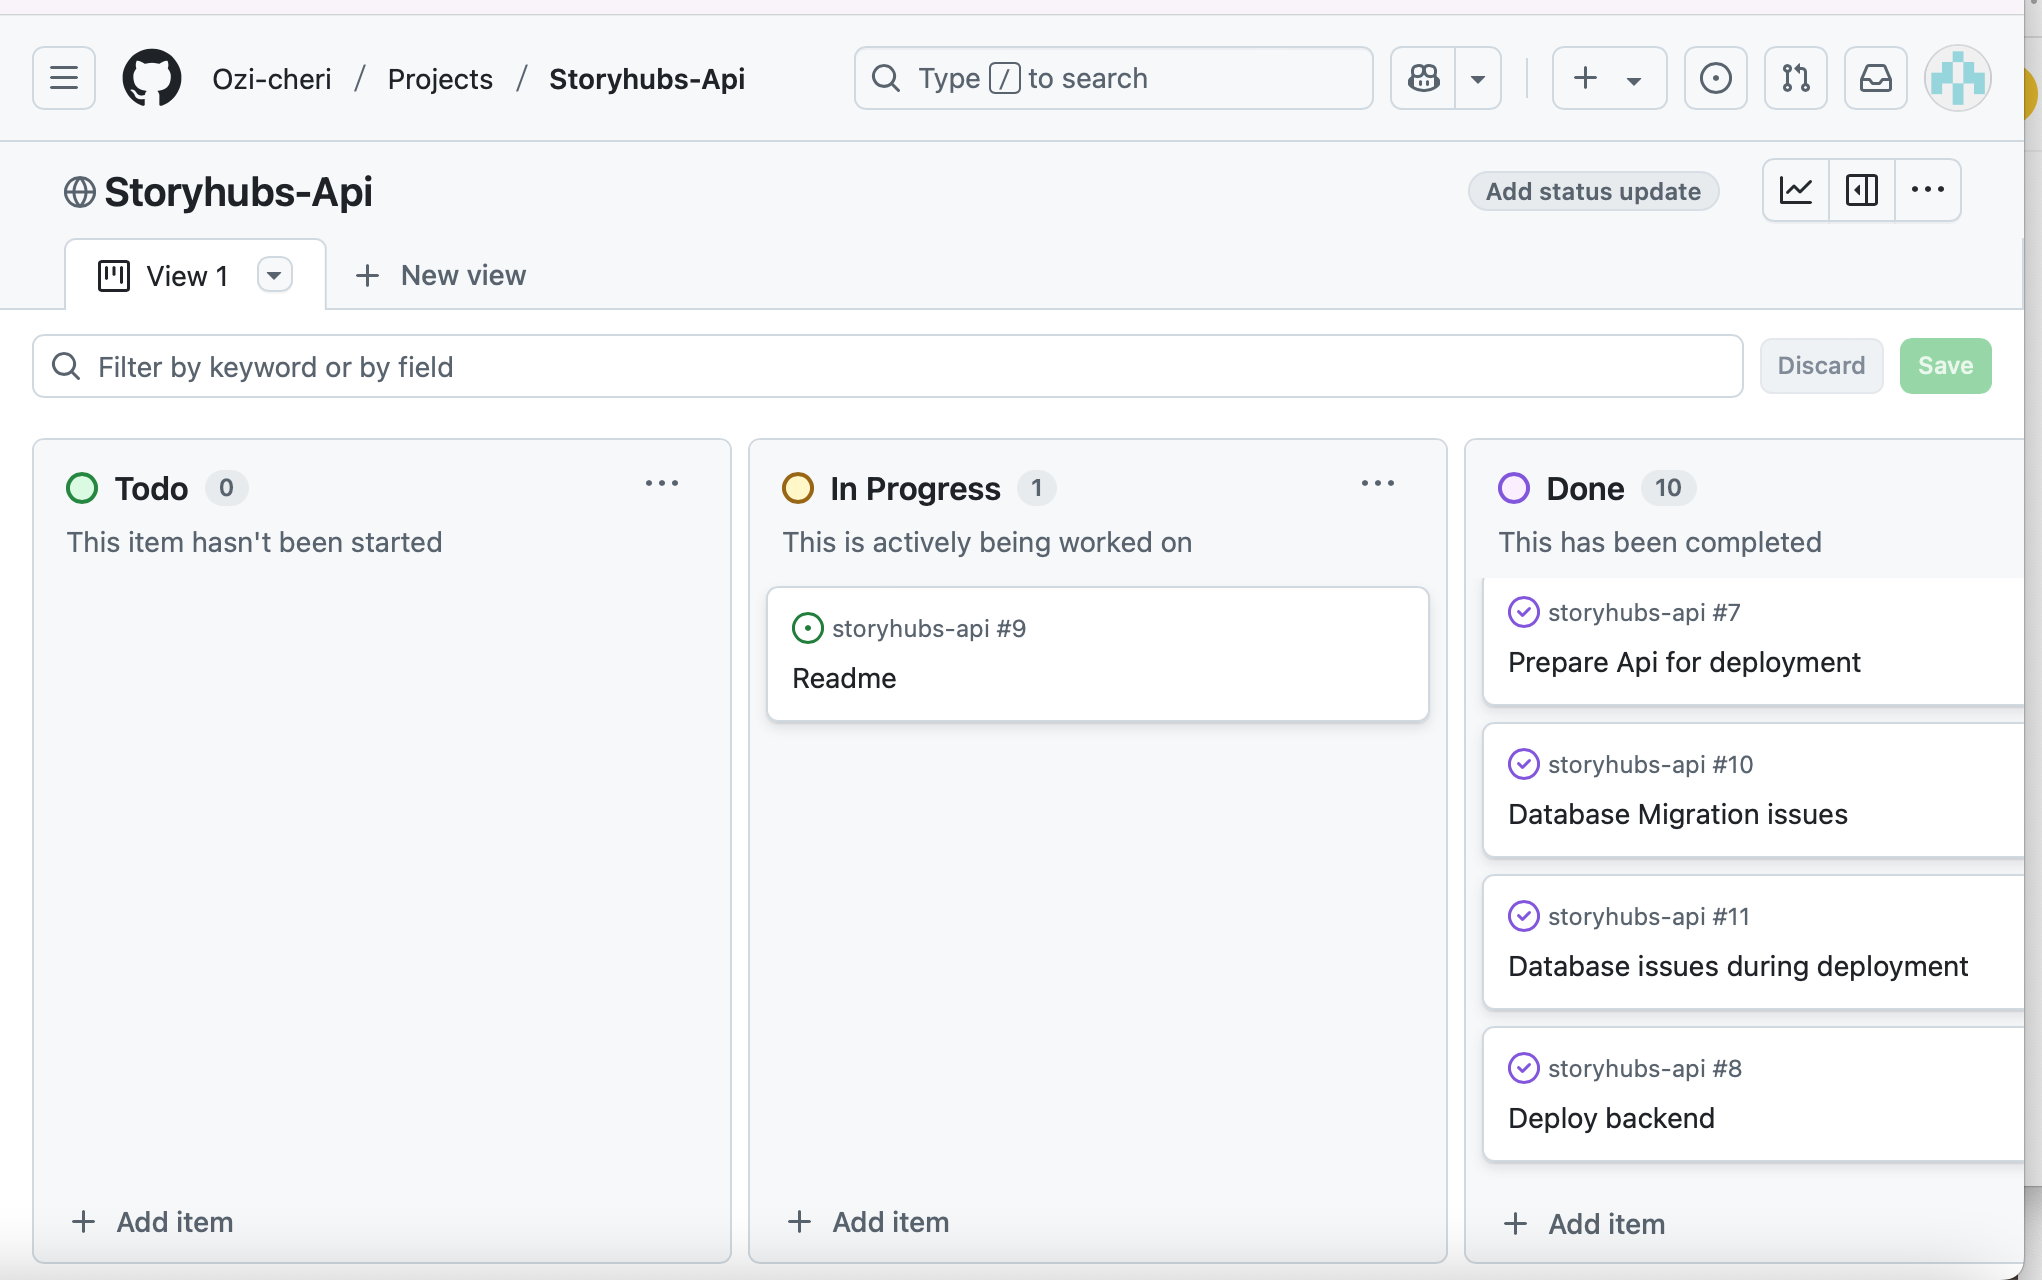 Ozi-cheri / Projects / Storyhubs-Api
Type / to search
Storyhubs-Api
Add status update
View 1
New view
Filter by keyword or by field
Discard
Save
Todo 0
This item hasn't been started
Add item
In Progress 1
This is actively being worked on
storyhubs-api #9
Readme
Add item
Done 10
This has been completed
storyhubs-api #7
Prepare Api for deployment
storyhubs-api #10
Database Migration issues
storyhubs-api #11
Database issues during deployment
storyhubs-api #8
Deploy backend
Add item